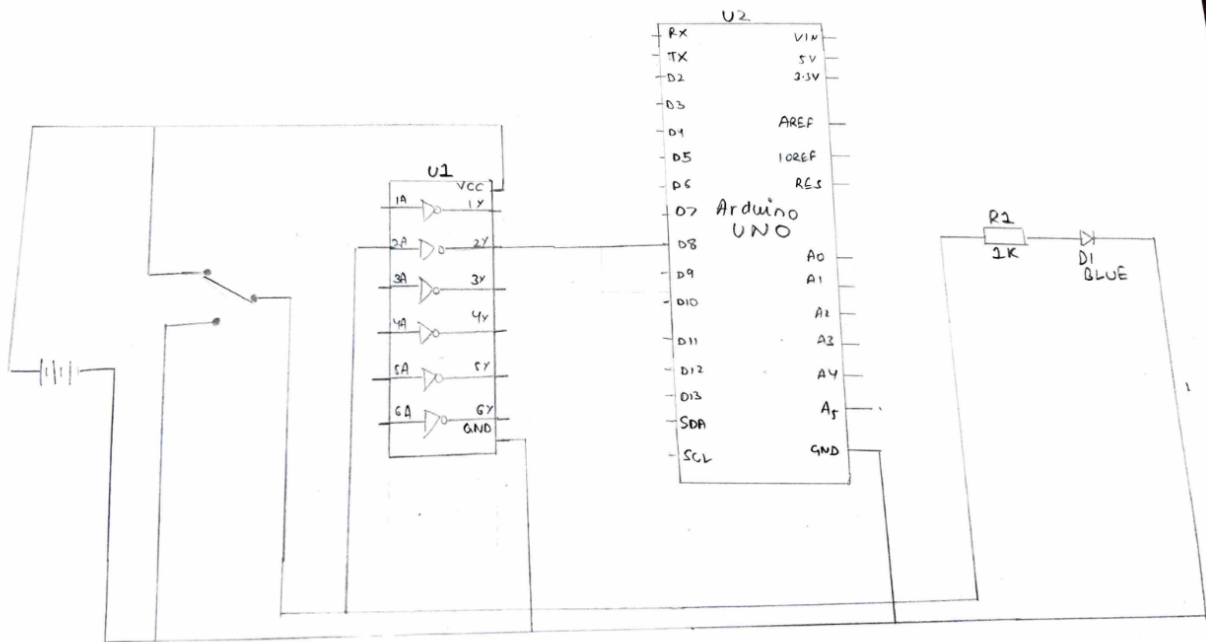 U2
RX
TX
D2
D3
D4
D5
D6
D7
D8
D9
D10
D11
D12
D13
SDA
SCL
VIN
5V
3.3V
AREF
IOREF
RES
A0
A1
A2
A3
A4
A5
GND
Arduino
UNO
U1
VCC
1A 1Y
2A 2Y
3A 3Y
4A 4Y
5A 5Y
6A 6Y
GND
R1
1K
D1
BLUE